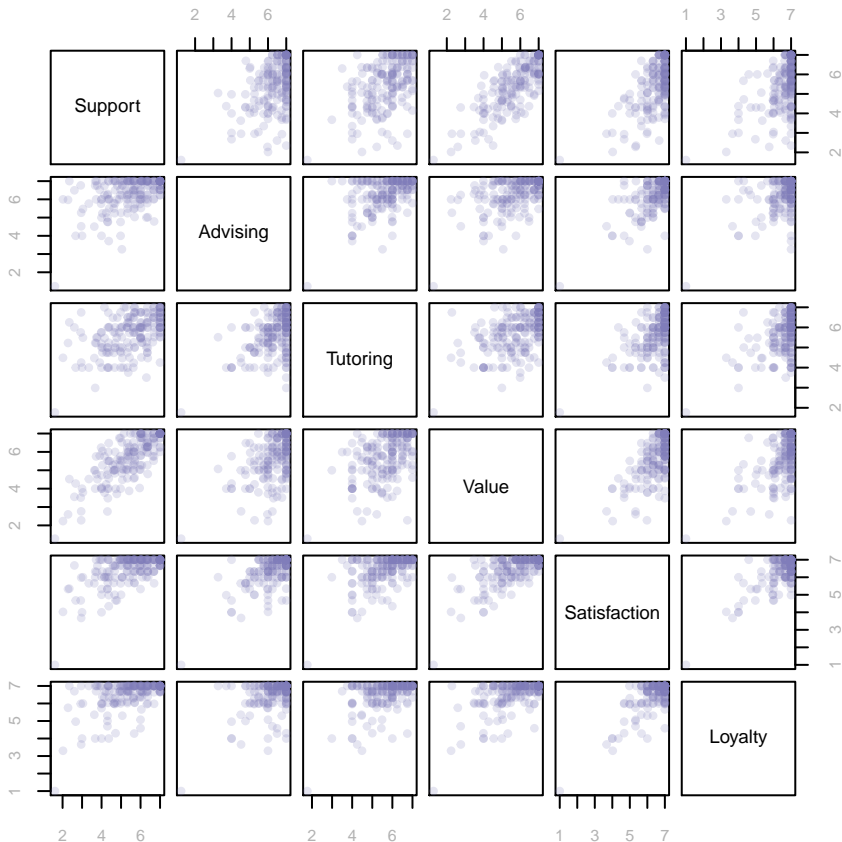 2 4 6
2 4 6
1 3 5 7
Support
2 4 6
2 4 6
Advising
Tutoring
2 4 6
2 4 6
Value
Satisfaction
1 3 5 7
1 3 5 7
Loyalty
2 4 6
2 4 6
1 3 5 7